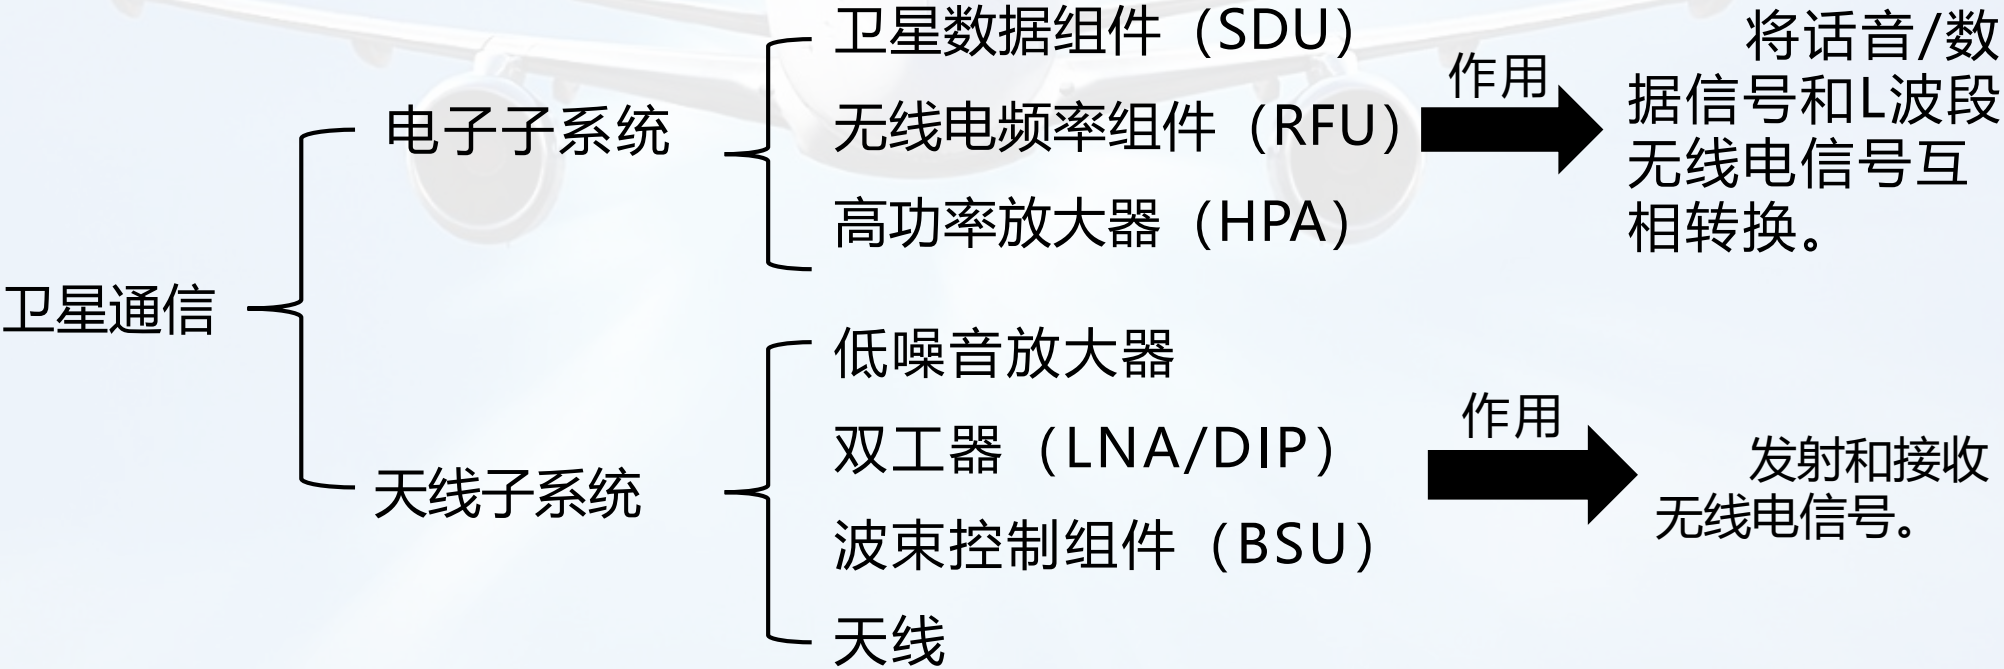 卫星通信
电子子系统
卫星数据组件（SDU）
无线电频率组件（RFU）
高功率放大器（HPA）
作用
将话音/数
据信号和L波段
无线电信号互
相转换。
天线子系统
低噪音放大器
双工器（LNA/DIP）
波束控制组件（BSU）
天线
作用
发射和接收
无线电信号。